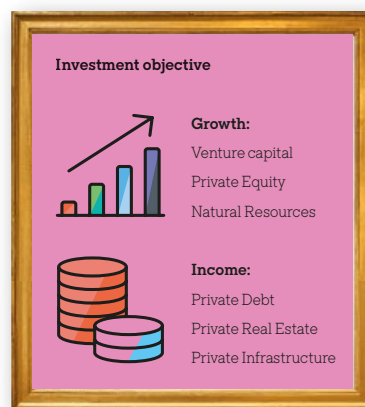 Investment objective
Growth:
Venture capital
Private Equity
Natural Resources
Income:
Private Debt
Private Real Estate
Private Infrastructure